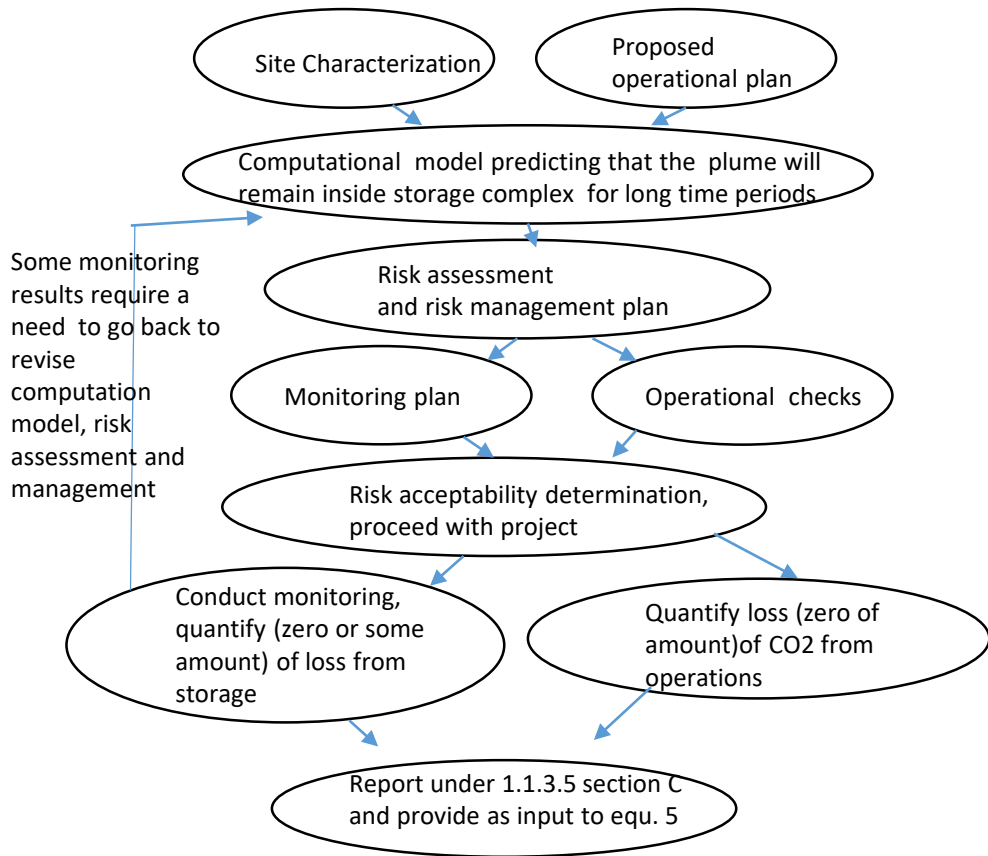 Site Characterization
Proposed
operational plan
Computational  model predicting that the  plume will
remain inside storage complex  for long time periods
Some monitoring
results require a
need  to go back to
revise
computation
model, risk
assessment and
management
Risk assessment
and risk management plan
Monitoring plan
Operational  checks
Risk acceptability determination,
proceed with project
Conduct monitoring,
quantify (zero or some
amount) of loss from
storage
Quantify loss (zero of
amount)of CO2 from
operations
Report under 1.1.3.5 section C
and provide as input to equ. 5